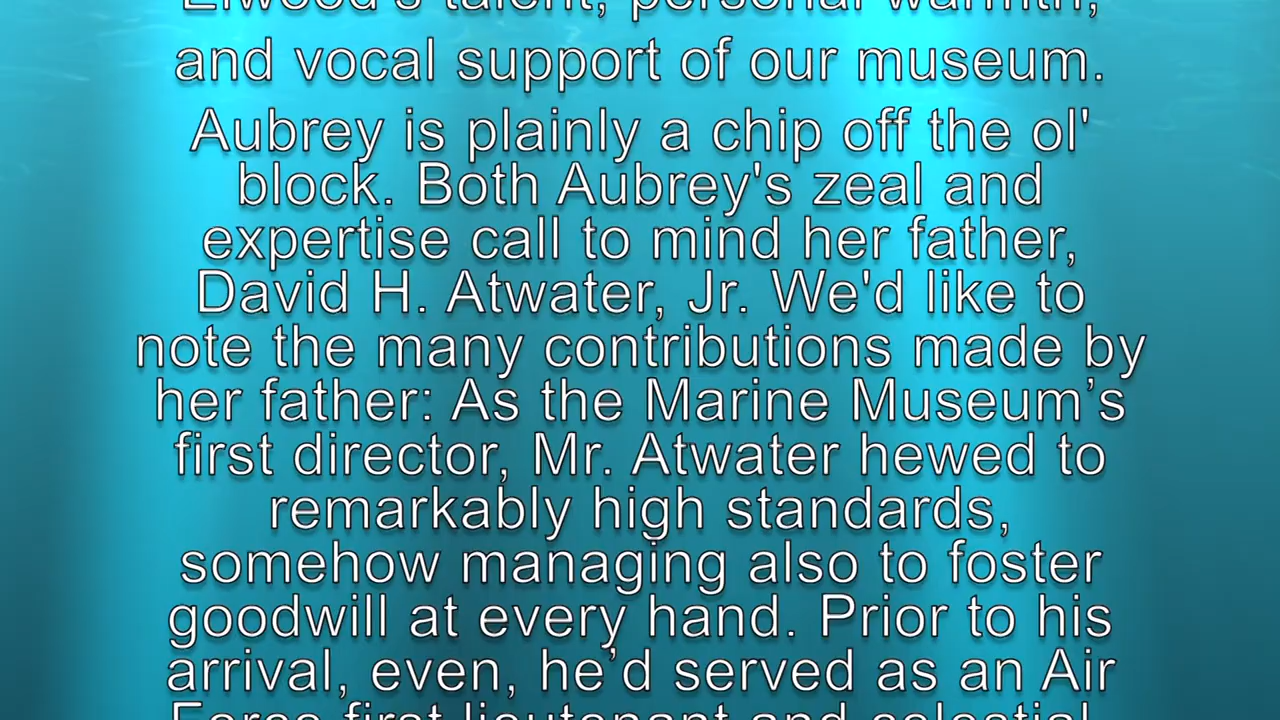 Elwood's talent, personal warmth,
and vocal support of our museum.
Aubrey is plainly a chip off the ol'
block. Both Aubrey's zeal and
expertise call to mind her father,
David H. Atwater, Jr. We'd like to
note the many contributions made by
her father: As the Marine Museum’s
first director, Mr. Atwater hewed to
remarkably high standards,
somehow managing also to foster
goodwill at every hand. Prior to his
arrival, even, he’d served as an Air
Force first lieutenant and celestial